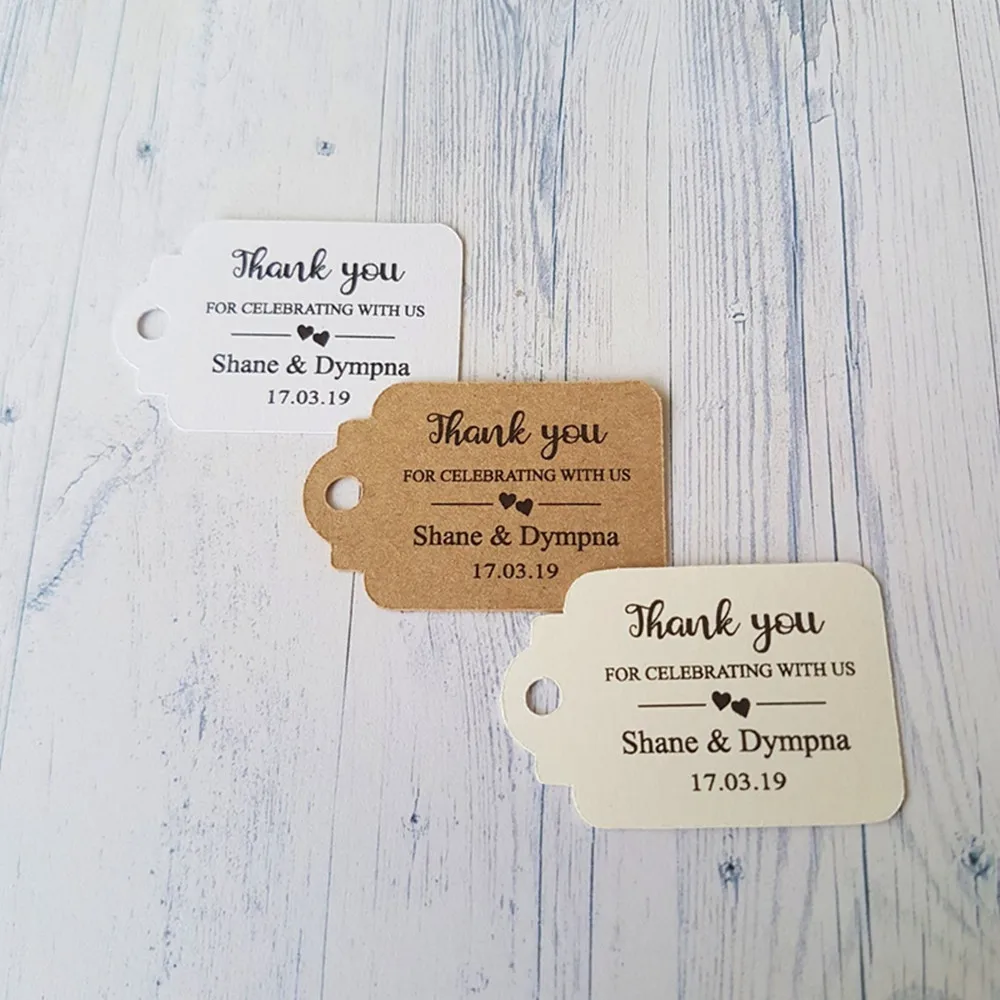 Thank you
FOR CELEBRATING WITH US
Shane & Dympna
17.03.19
Thank you
FOR CELEBRATING WITH US
Shane & Dympna
17.03.19
Thank you
FOR CELEBRATING WITH US
Shane & Dympna
17.03.19